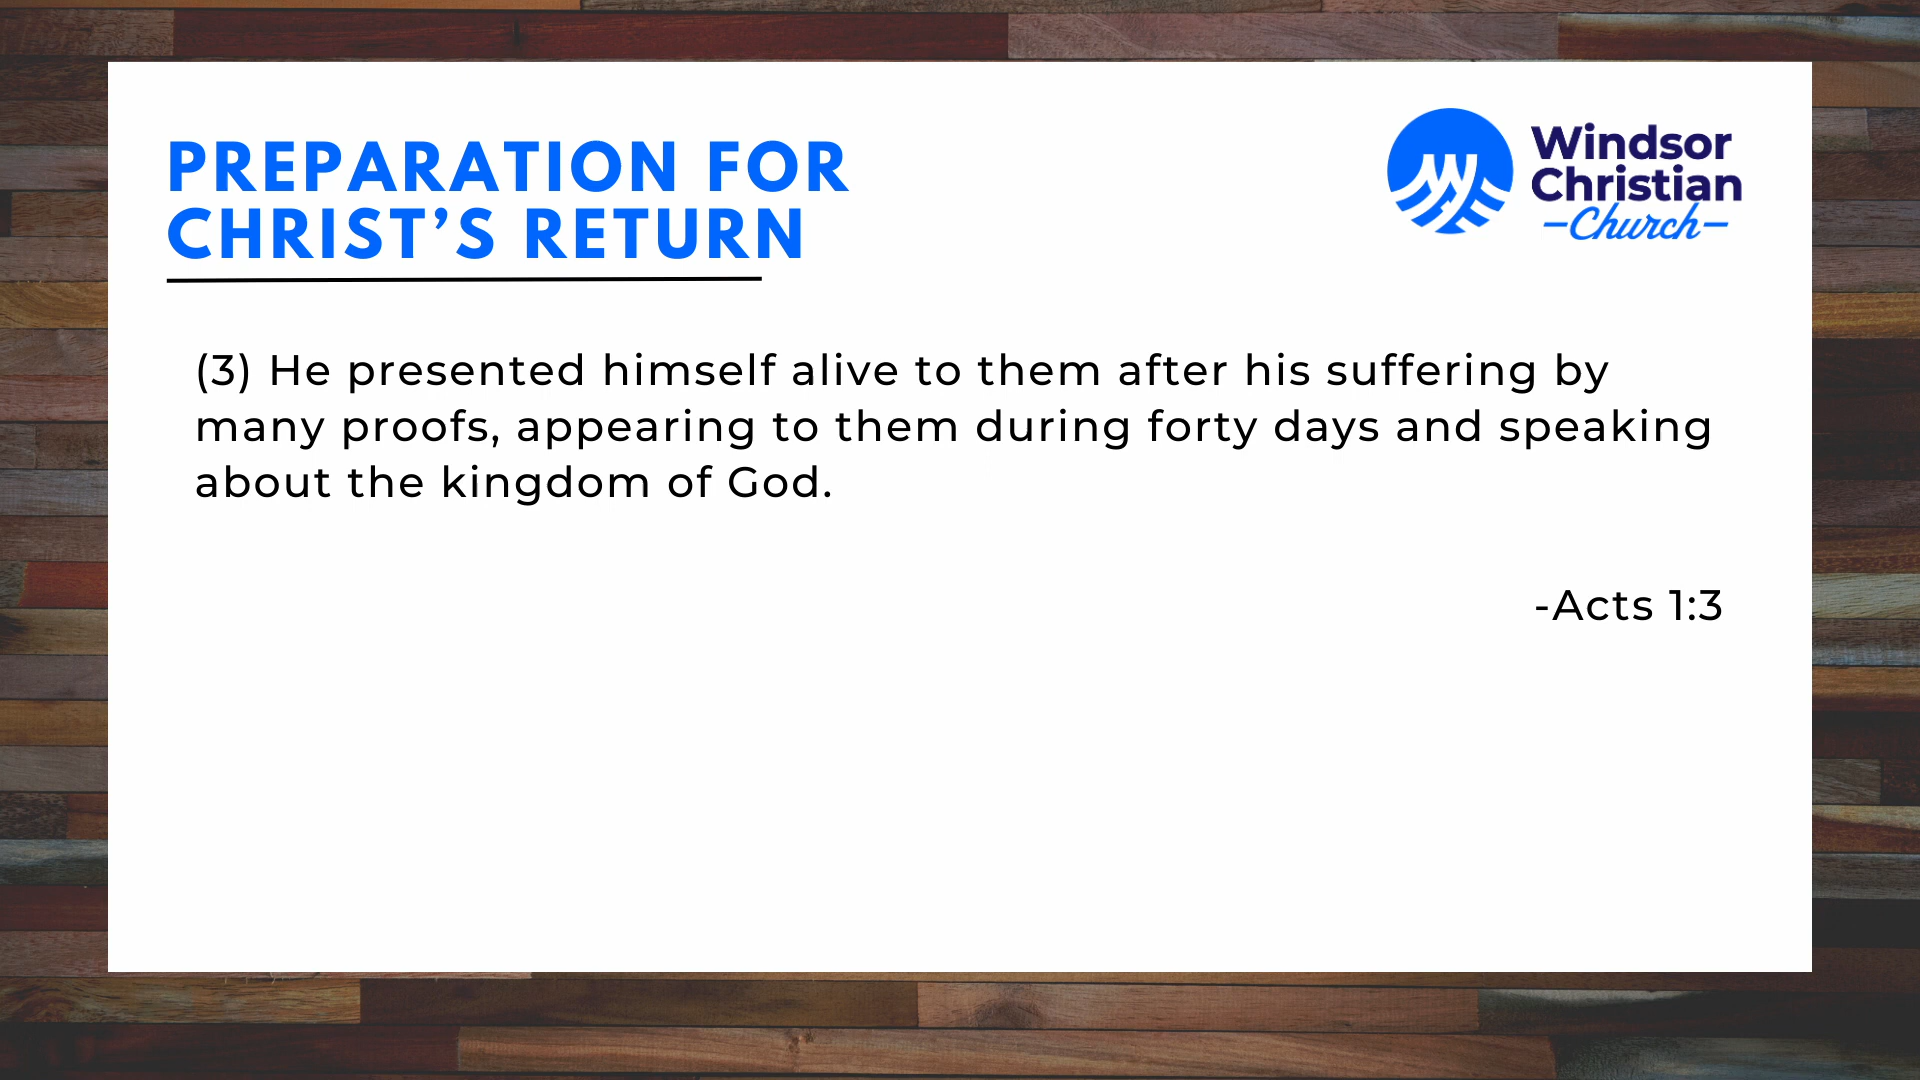 PREPARATION FOR
CHRIST’S RETURN
Windsor
Christian
-Church-
(3) He presented himself alive to them after his suffering by
many proofs, appearing to them during forty days and speaking
about the kingdom of God.
-Acts 1:3